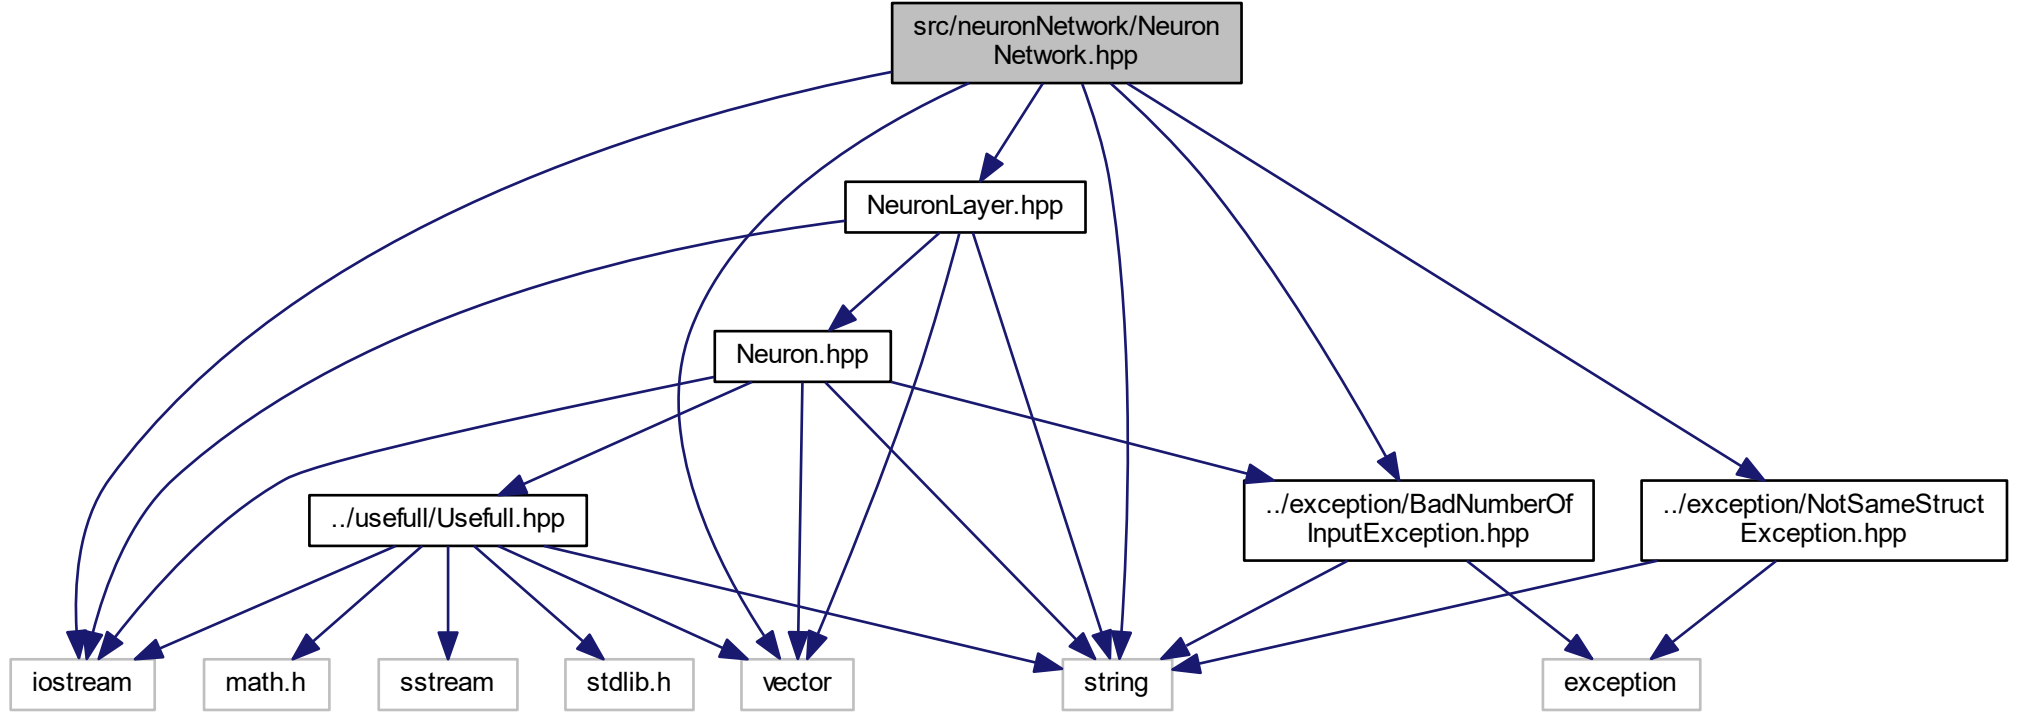 src/neuronNetwork/Neuron
Network.hpp
NeuronLayer.hpp
Neuron.hpp
../usefull/Usefull.hpp
../exception/BadNumberOf
InputException.hpp
../exception/NotSameStruct
Exception.hpp
iostream
math.h
sstream
stdlib.h
vector
string
exception